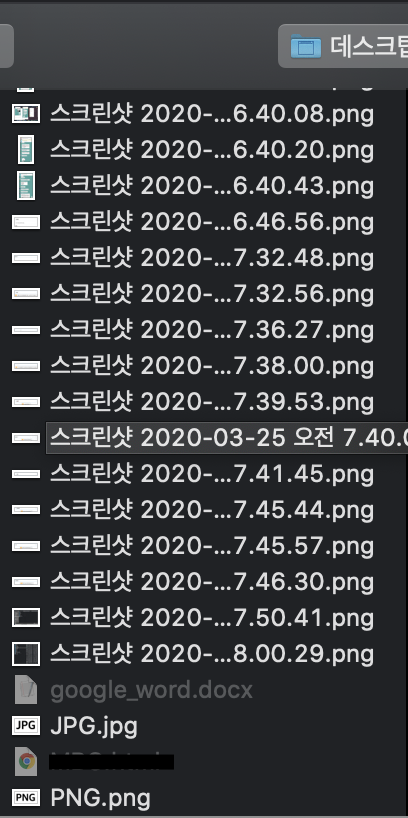 데스크탑
스크린샷 2020-...6.40.08.png
스크린샷 2020-...6.40.20.png
스크린샷 2020-...6.40.43.png
스크린샷 2020-...6.46.56.png
스크린샷 2020-...7.32.48.png
스크린샷 2020-...7.32.56.png
스크린샷 2020-...7.36.27.png
스크린샷 2020-...7.38.00.png
스크린샷 2020-...7.39.53.png
스크린샷 2020-03-25 오전 7.40.0
스크린샷 2020-...7.41.45.png
스크린샷 2020-...7.45.44.png
스크린샷 2020-...7.45.57.png
스크린샷 2020-...7.46.30.png
스크린샷 2020-...7.50.41.png
스크린샷 2020-...8.00.29.png
google_word.docx
JPG JPG.jpg
PNG PNG.png